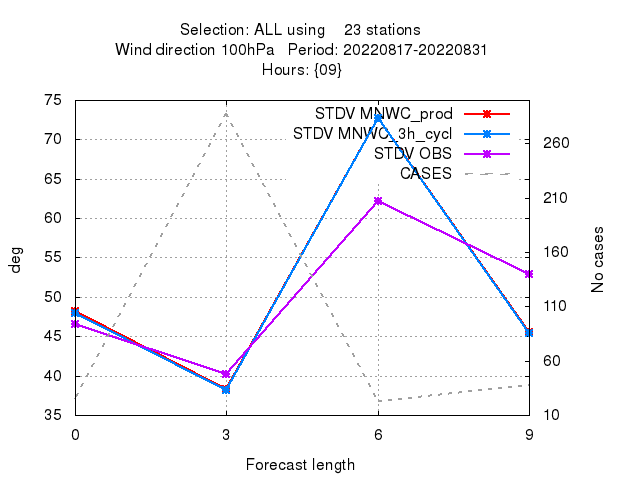 Selection: ALL using 23 stations
Wind direction 100hPa Period: 20220817-20220831
Hours: {09}
STDV MNWC_prod
STDV MNWC_3h_cycl
STDV OBS
CASES
75
70
65
60
55
50
45
40
35
deg
260
210
160
110
60
10
No cases
0 3 6 9
Forecast length